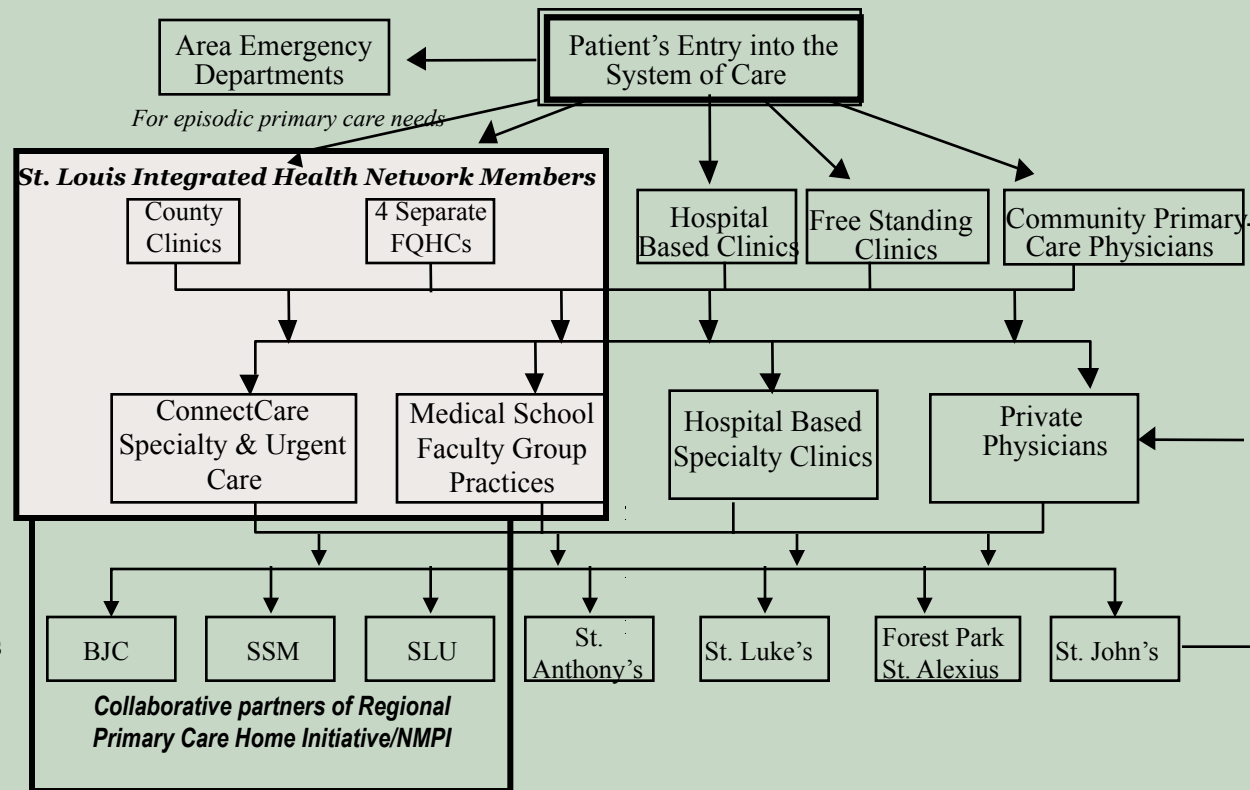 Area Emergency
Departments
Patient's Entry into the
System of Care
For episodic primary care needs
St. Louis Integrated Health Network Members
County
Clinics
4 Separate
FQHCs
Hospital
Based Clinics
Free Standing
Clinics
Community Primary
Care Physicians
ConnectCare
Specialty & Urgent
Care
Medical School
Faculty Group
Practices
Hospital Based
Specialty Clinics
Private
Physicians
BJC
SSM
SLU
St.
Anthony's
St. Luke's
Forest Park
St. Alexius
St. John's
Collaborative partners of Regional
Primary Care Home Initiative/NMPI